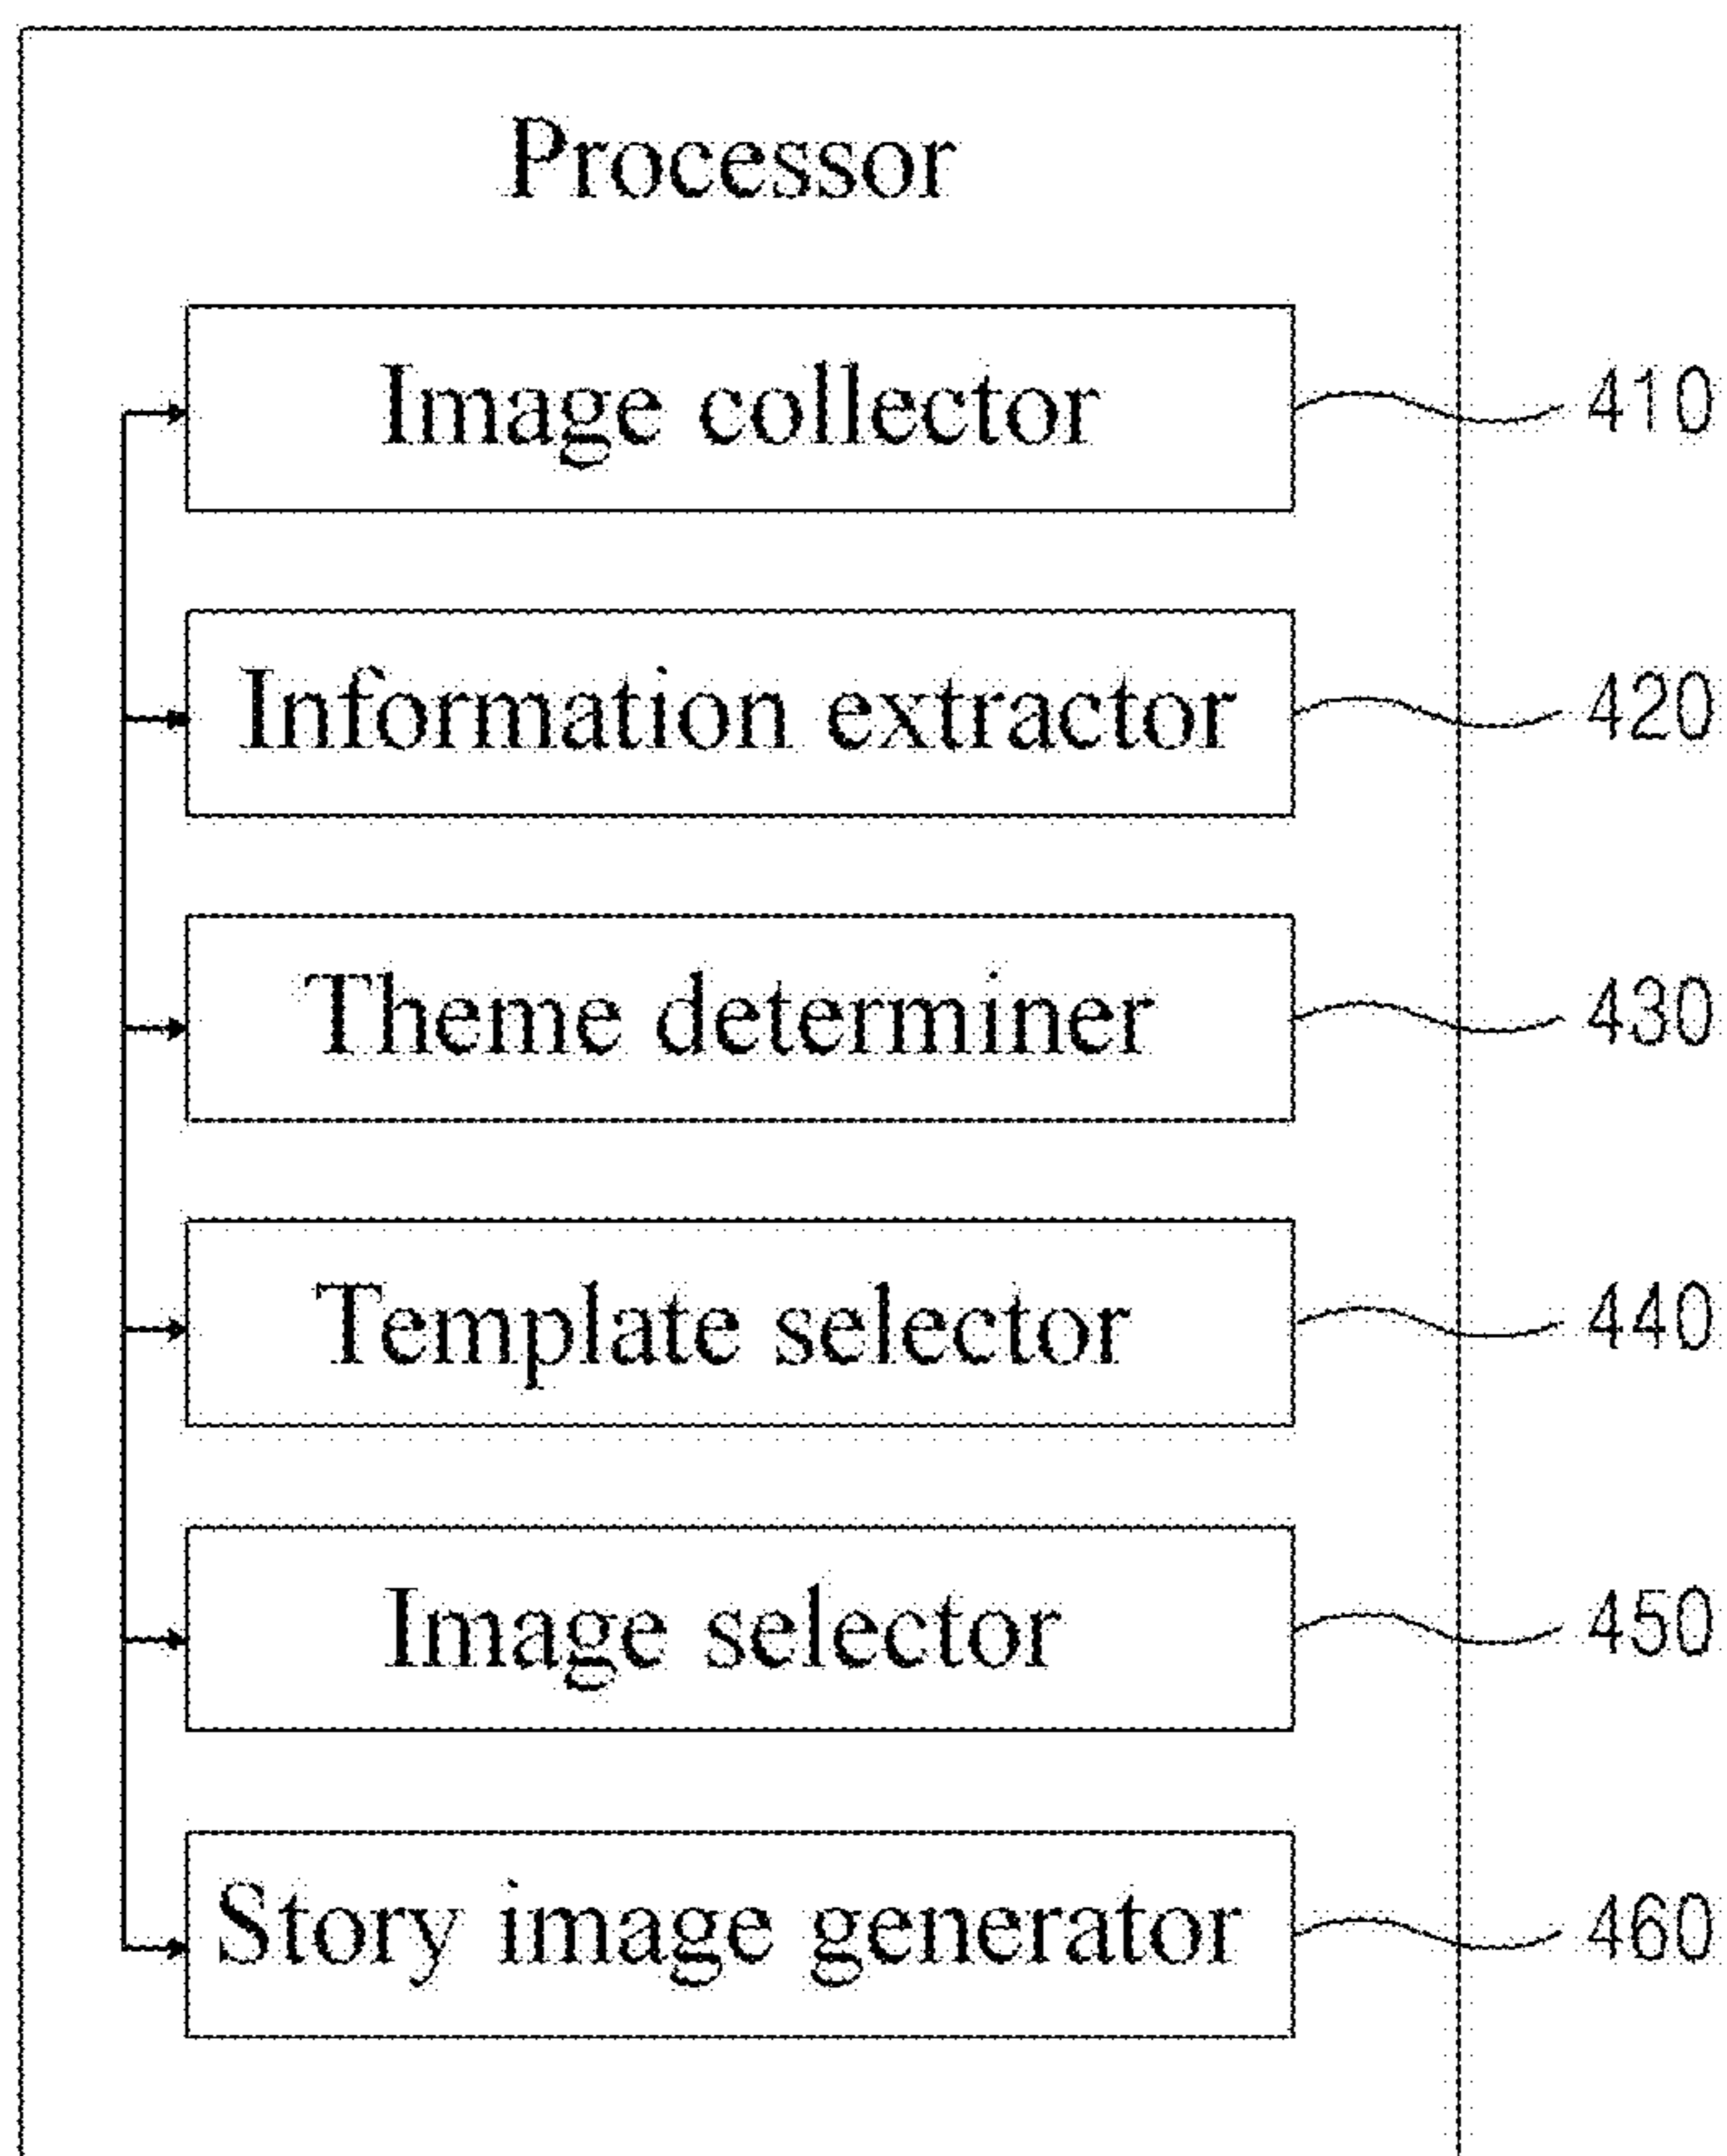 Processor
Image collector 410
Information extractor 420
Theme determiner 430
Template selector 440
Image selector 450
Story image generator 460